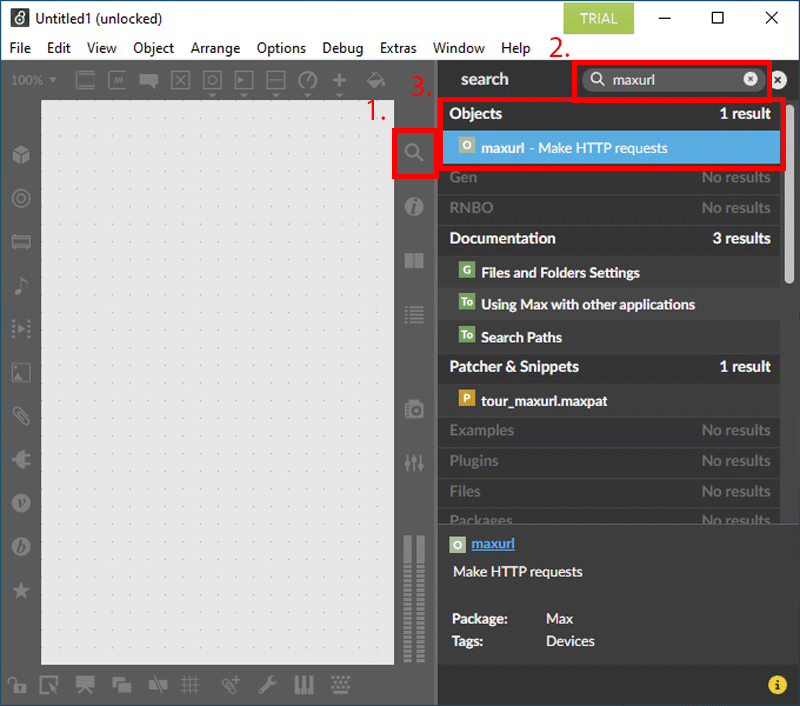 Untitled1 (unlocked)
TRIAL
File Edit View Object Arrange Options Debug Extras Window Help
2.
100%
3.
search
maxurl
1.
Objects 1 result
O maxurl - Make HTTP requests
Gen No results
RNBO No results
Documentation 3 results
G Files and Folders Settings
To Using Max with other applications
To Search Paths
Patcher & Snippets 1 result
P tour_maxurl.maxpat
Examples No results
Plugins No results
Files No results
Packages No results
O maxurl
Make HTTP requests
Package: Max
Tags: Devices